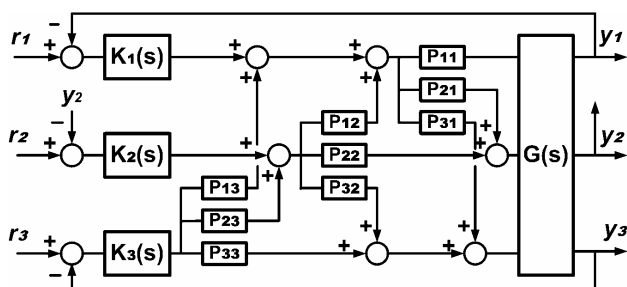 r1 + − K1(s) + + + + P11 y1
P21
y2 − P12 P31 +
r2 + K2(s) + + P22 + + G(s) y2
P13 + P32
P23 + +
r3 + − K3(s) P33 + + y3